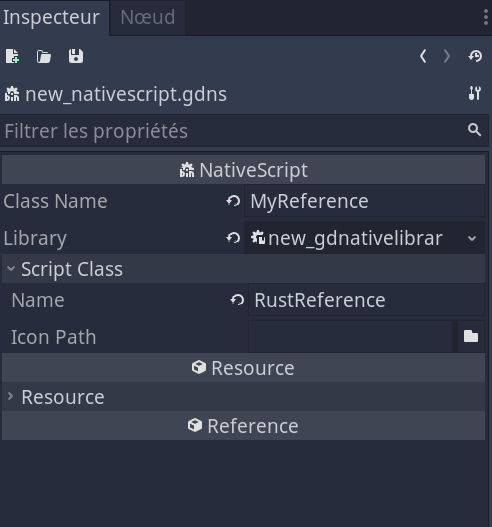 Inspecteur Nœud
new_nativescript.gdns
Filtrer les propriétés
NativeScript
Class Name MyReference
Library new_gdnativelibrar
Script Class
Name RustReference
Icon Path
Resource
Resource
Reference